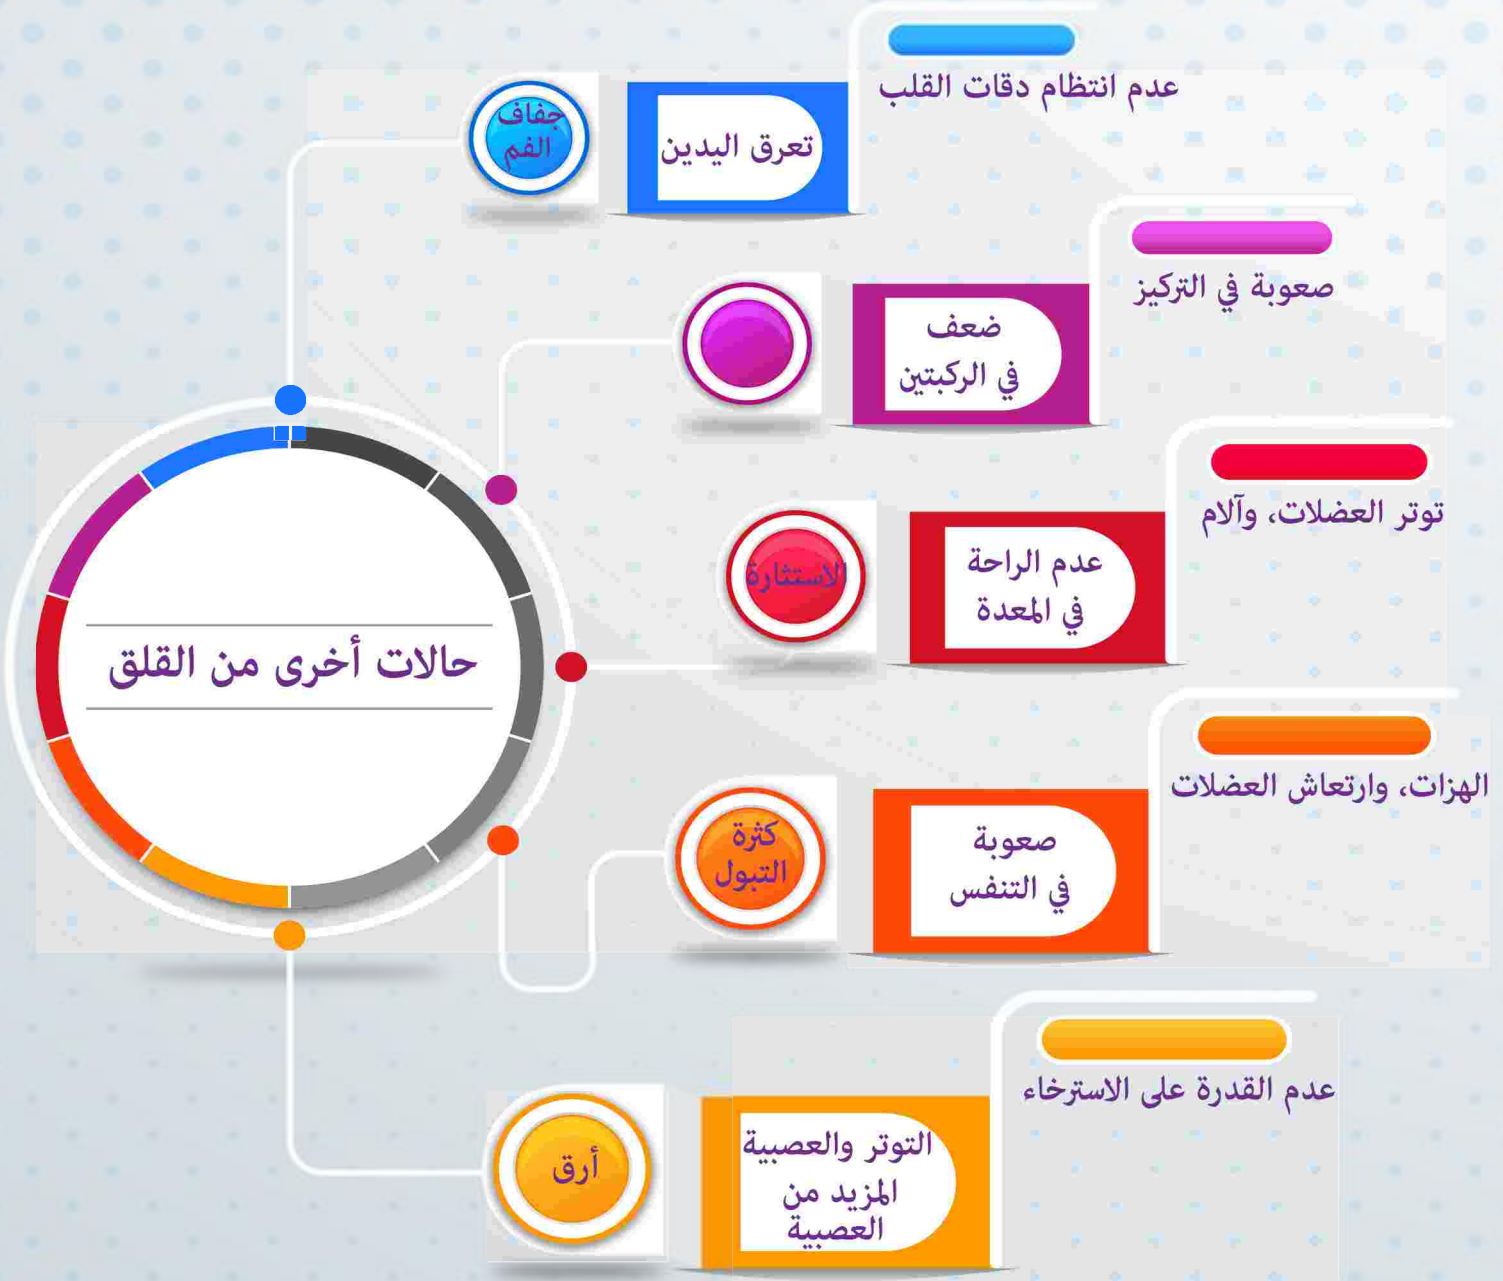 عدم انتظام دقات القلب
تعرق اليدين
جفاف
الفم
صعوبة في التركيز
ضعف
في الركبتين
توتر العضلات، وآلام
عدم الراحة
في المعدة
الاستثارة
حالات أخرى من القلق
الهزات، وارتعاش العضلات
صعوبة
في التنفس
كثرة
التبول
عدم القدرة على الاسترخاء
التوتر والعصبية
المزيد من
العصبية
أرق